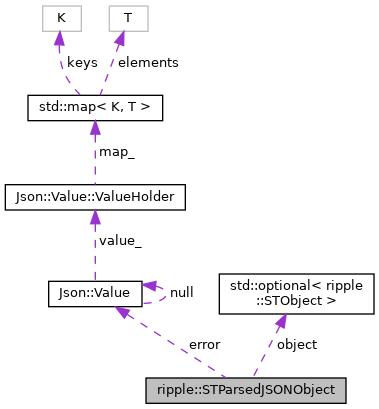 K
T
keys
elements
std::map< K, T >
map_
Json::Value::ValueHolder
value_
Json::Value
null
std::optional< ripple
::STObject >
error
object
ripple::STParsedJSONObject